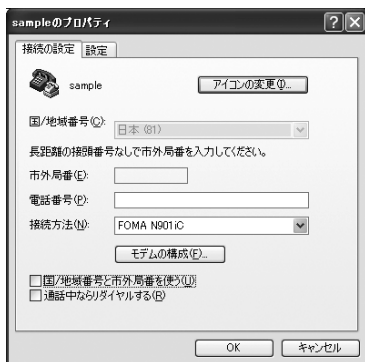 sampleのプロパティ
接続の設定 設定
sample アイコンの変更(I)...
国/地域番号(C): 日本 (81)
長距離の接頭番号なしで市外局番を入力してください。
市外局番(E):
電話番号(P):
接続方法(N): FOMA N901iC
モデムの構成(F)...
国/地域番号と市外局番を使う(U)
通話中ならリダイヤルする(R)
OK キャンセル